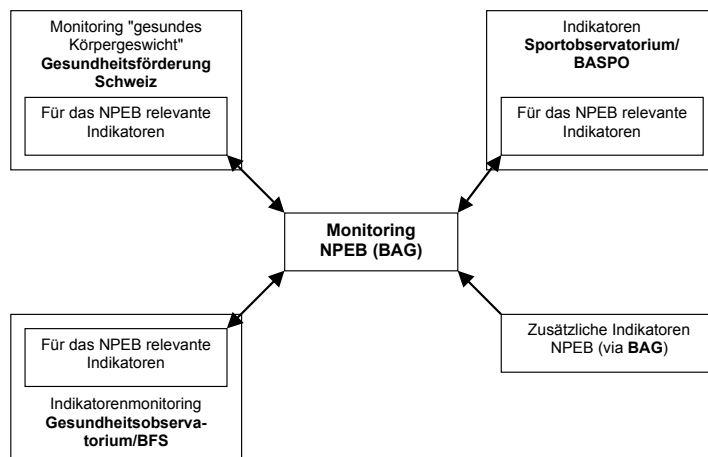 Monitoring "gesundes
Körpergeswicht"
Gesundheitsförderung
Schweiz
Für das NPEB relevante
Indikatoren
Indikatoren
Sportobservatorium/
BASPO
Für das NPEB relevante
Indikatoren
Monitoring
NPEB (BAG)
Für das NPEB relevante
Indikatoren
Indikatorenmonitoring
Gesundheitsobserva-
torium/BFS
Zusätzliche Indikatoren
NPEB (via BAG)